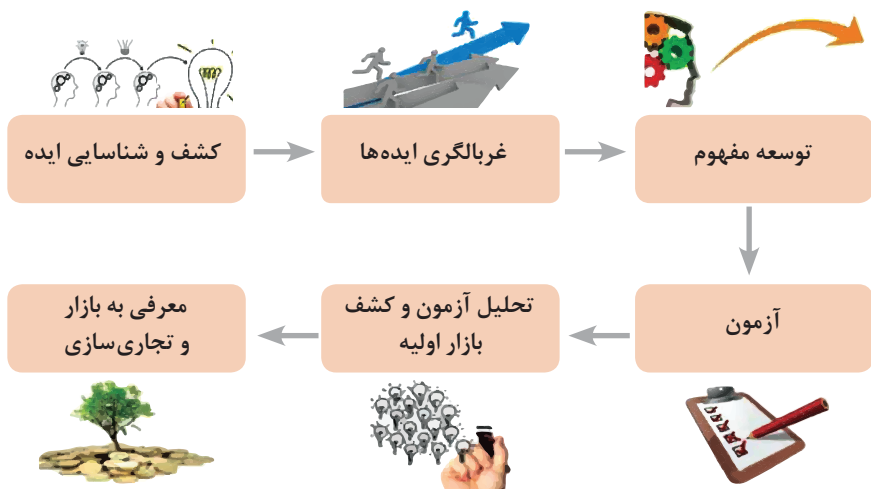 کشف و شناسایی ایده
غربالگری ایده‌ها
توسعه مفهوم
آزمون
تحلیل آزمون و کشف
بازار اولیه
معرفی به بازار
و تجاری‌سازی